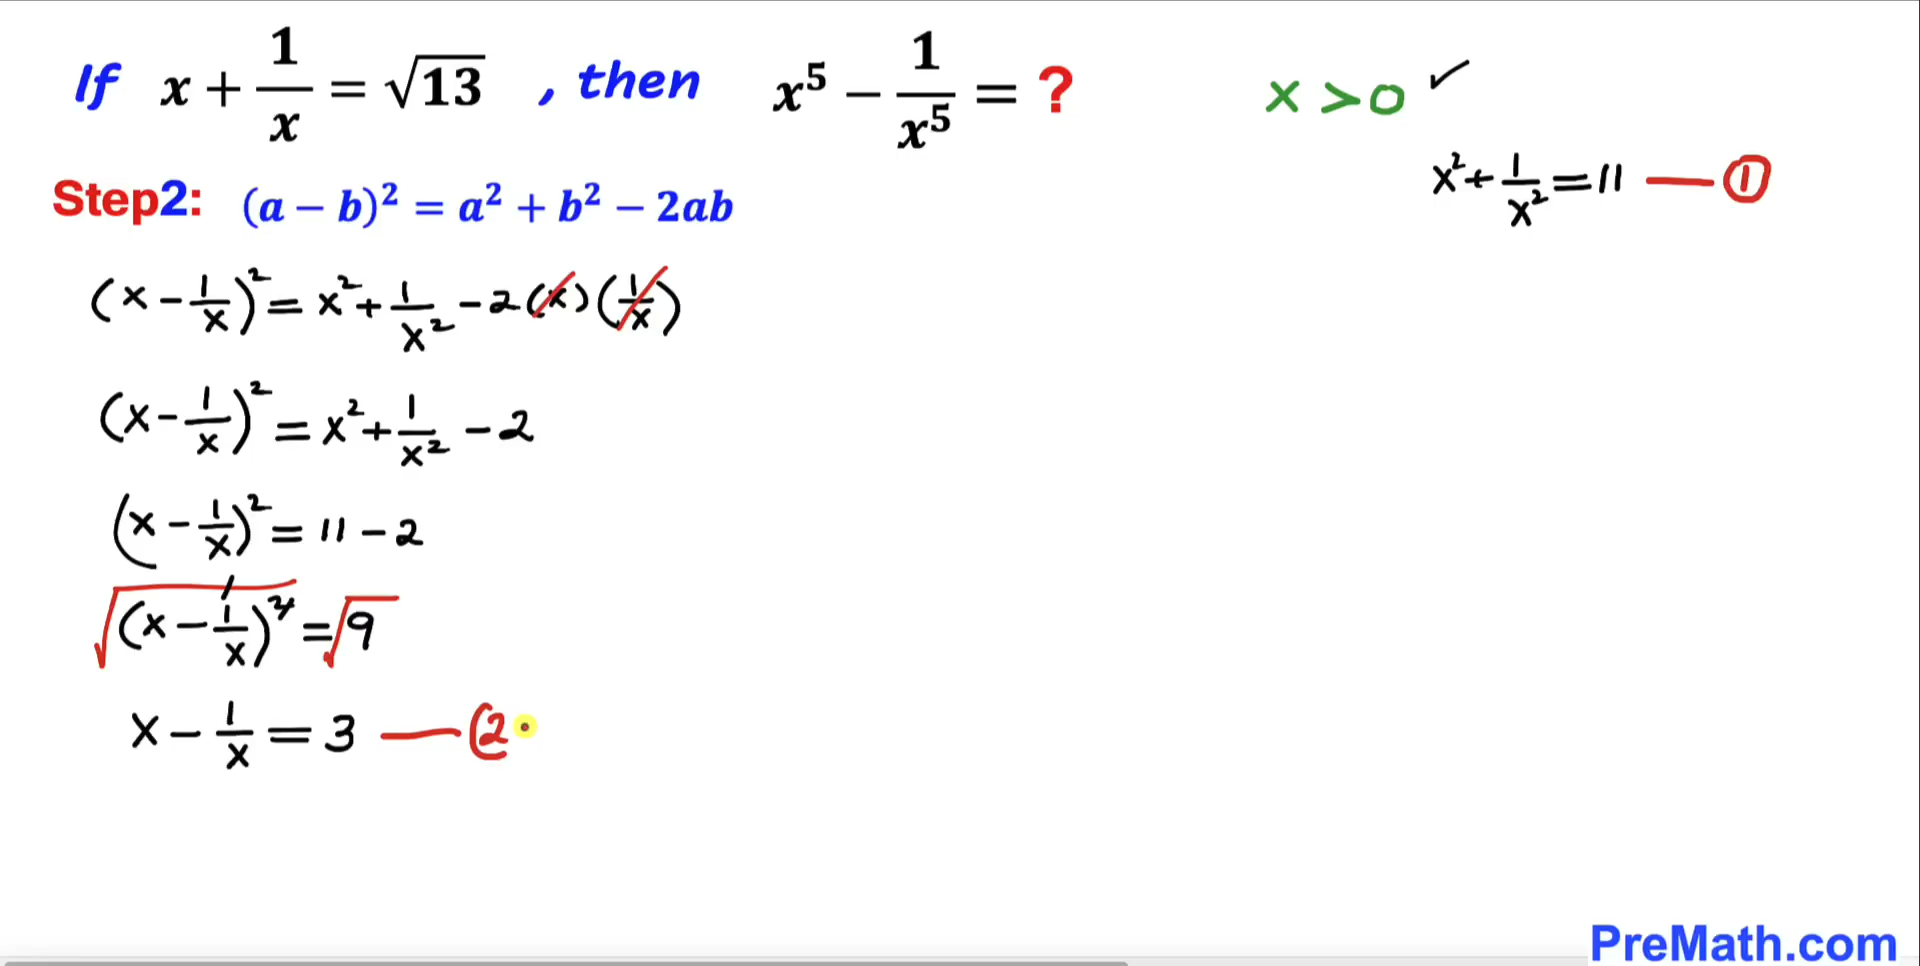 If x + 1/x = √13 , then x⁵ − 1/x⁵ = ?
x > 0 ✓
x² + 1/x² = 11 — ①
Step2: (a − b)² = a² + b² − 2ab
(x − 1/x)² = x² + 1/x² − 2(x)(1/x)
(x − 1/x)² = x² + 1/x² − 2
(x − 1/x)² = 11 − 2
√(x − 1/x)² = √9
x − 1/x = 3 — (2
PreMath.com